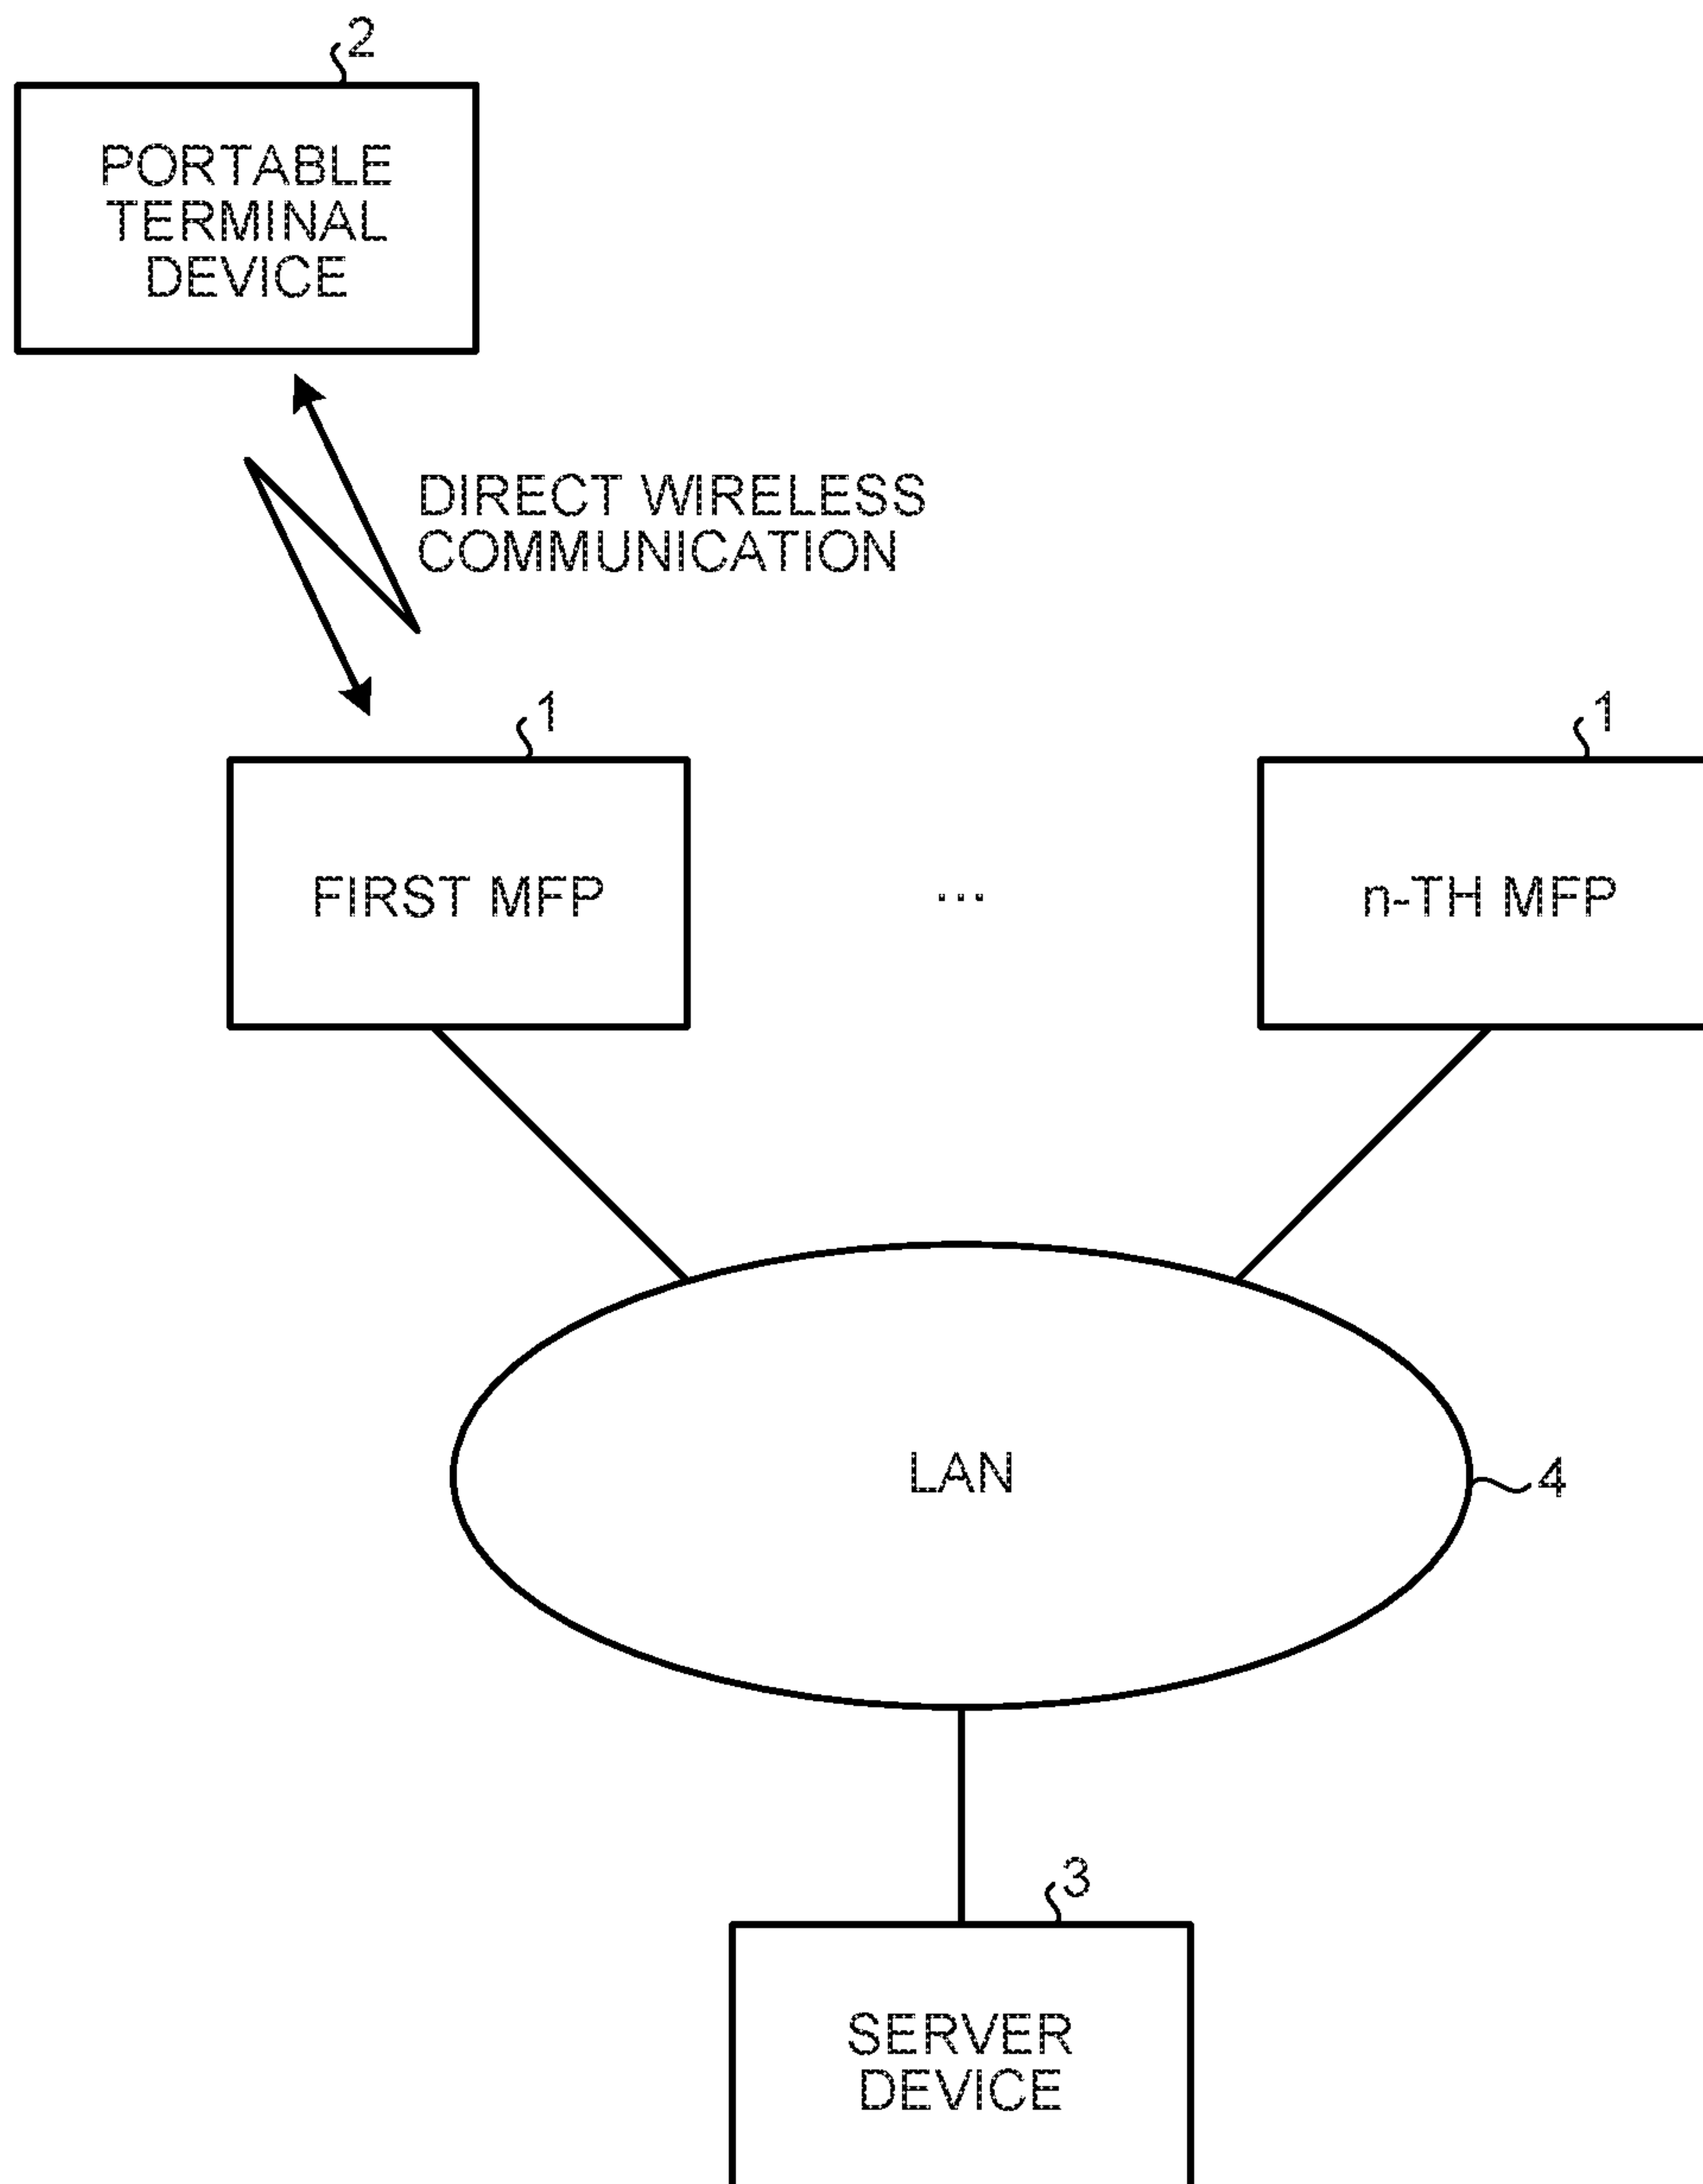 2
PORTABLE
TERMINAL
DEVICE
DIRECT WIRELESS
COMMUNICATION
1
1
FIRST MFP
...
n-TH MFP
LAN
4
3
SERVER
DEVICE